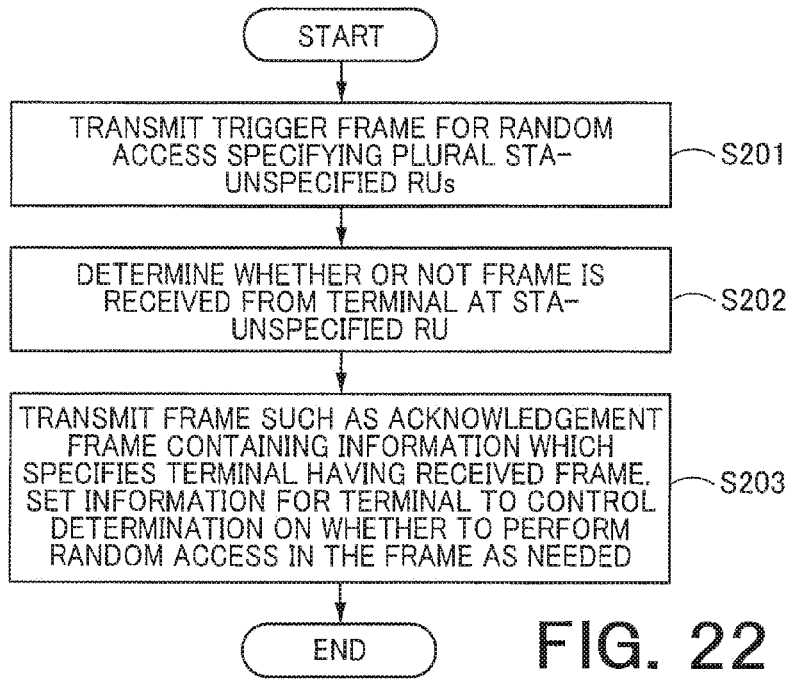 START
TRANSMIT TRIGGER FRAME FOR RANDOM
ACCESS SPECIFYING PLURAL STA-
UNSPECIFIED RUs
S201
DETERMINE WHETHER OR NOT FRAME IS
RECEIVED FROM TERMINAL AT STA-
UNSPECIFIED RU
S202
TRANSMIT FRAME SUCH AS ACKNOWLEDGEMENT
FRAME CONTAINING INFORMATION WHICH
SPECIFIES TERMINAL HAVING RECEIVED FRAME.
SET INFORMATION FOR TERMINAL TO CONTROL
DETERMINATION ON WHETHER TO PERFORM
RANDOM ACCESS IN THE FRAME AS NEEDED
S203
END
FIG. 22